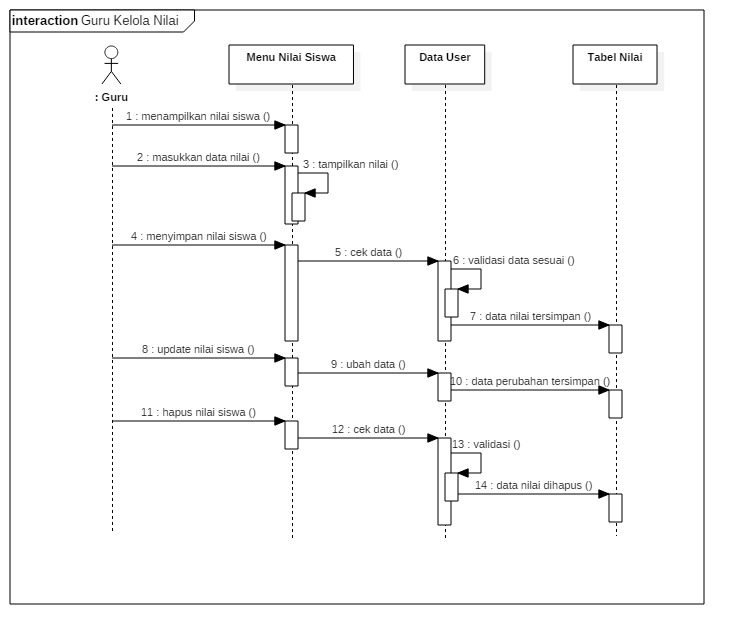 interaction Guru Kelola Nilai
Menu Nilai Siswa
Data User
Tabel Nilai
: Guru
1 : menampilkan nilai siswa ()
2 : masukkan data nilai ()
3 : tampilkan nilai ()
4 : menyimpan nilai siswa ()
5 : cek data ()
6 : validasi data sesuai ()
7 : data nilai tersimpan ()
8 : update nilai siswa ()
9 : ubah data ()
10 : data perubahan tersimpan ()
11 : hapus nilai siswa ()
12 : cek data ()
13 : validasi ()
14 : data nilai dihapus ()